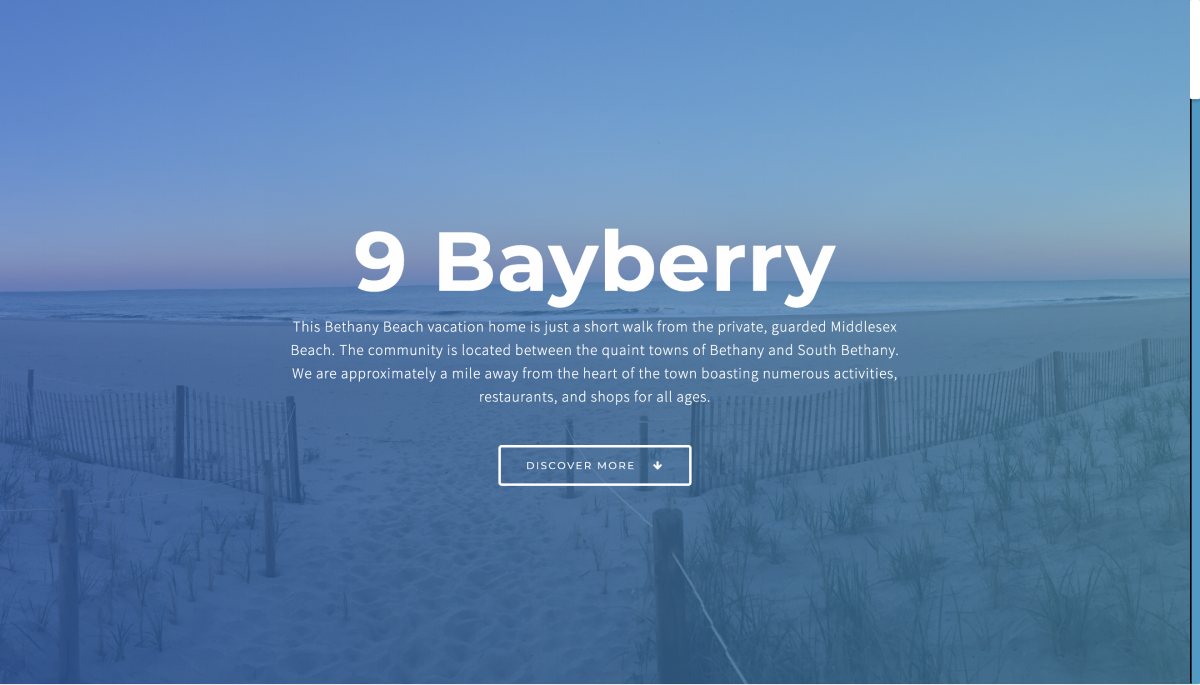 9 Bayberry
This Bethany Beach vacation home is just a short walk from the private, guarded Middlesex
Beach. The community is located between the quaint towns of Bethany and South Bethany.
We are approximately a mile away from the heart of the town boasting numerous activities,
restaurants, and shops for all ages.
DISCOVER MORE